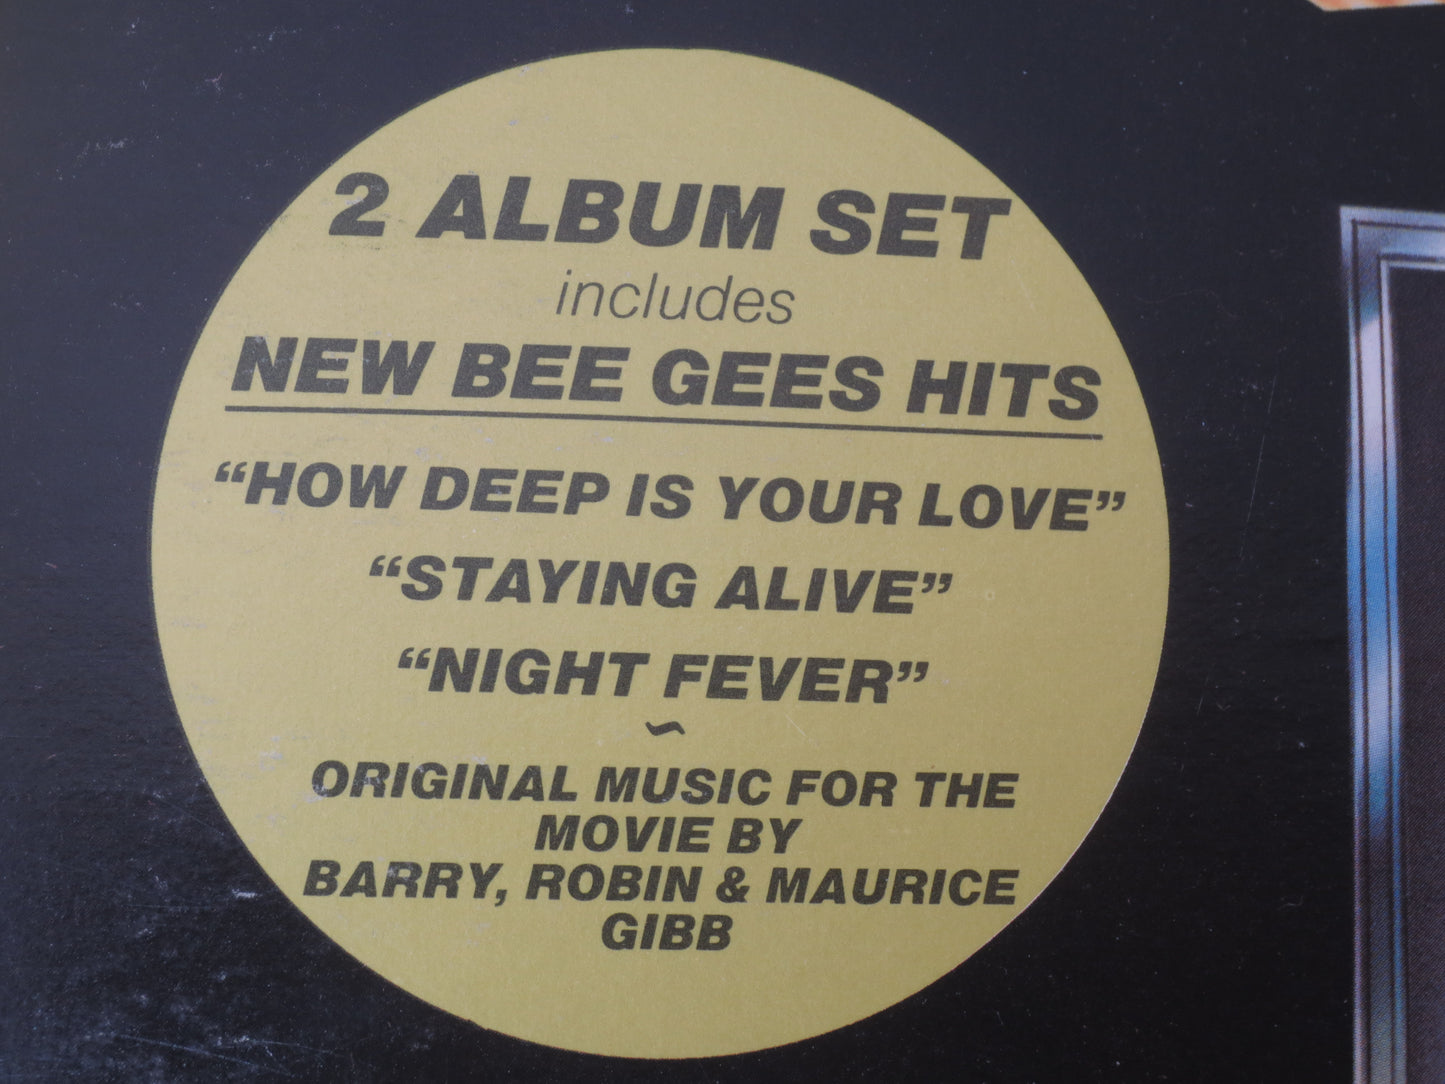 2 ALBUM SET
includes
NEW BEE GEES HITS
“HOW DEEP IS YOUR LOVE”
“STAYING ALIVE”
“NIGHT FEVER”
~
ORIGINAL MUSIC FOR THE
MOVIE BY
BARRY, ROBIN & MAURICE
GIBB